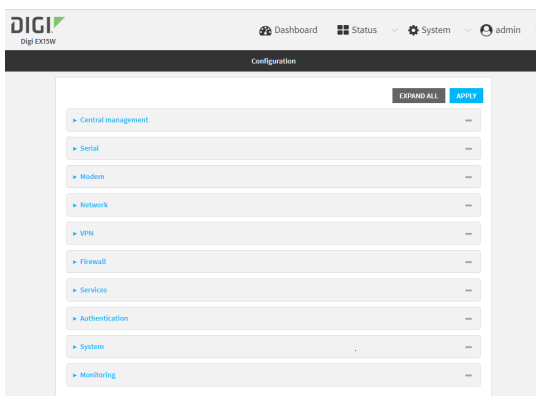 DIGI
Digi EX15W
Dashboard Status System admin
Configuration
EXPAND ALL APPLY
Central management
Serial
Modem
Network
VPN
Firewall
Services
Authentication
System
Monitoring